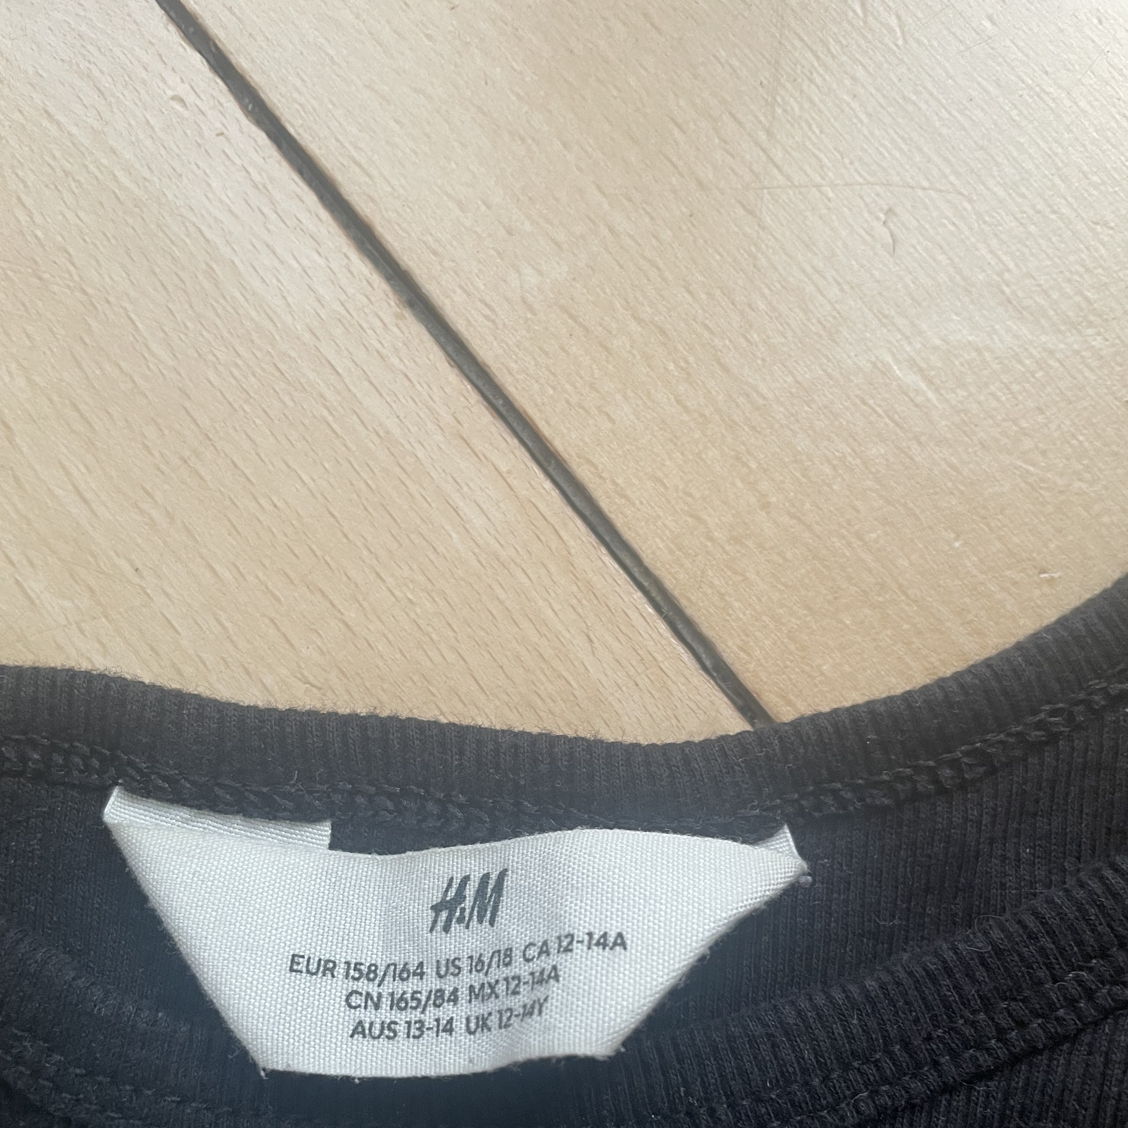 H&M
EUR 158/164 US 16/18 CA 12-14A
CN 165/84 MX 12-14A
AUS 13-14 UK 12-14Y